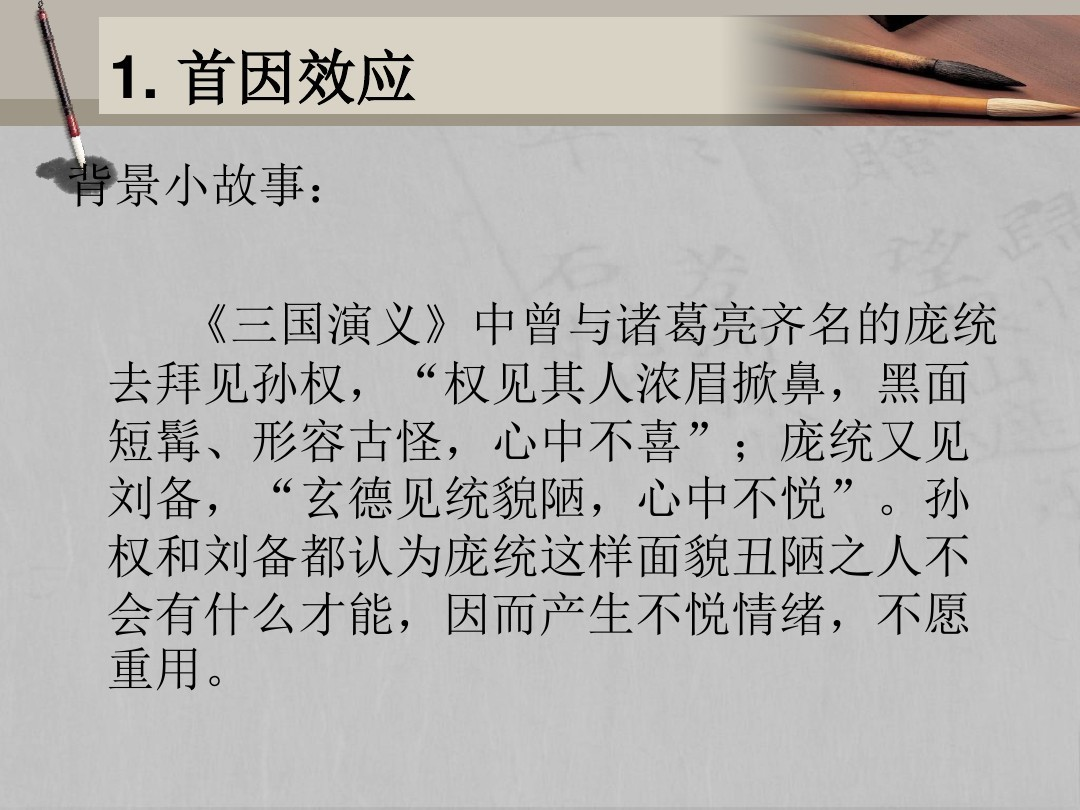 1. 首因效应
背景小故事：
《三国演义》中曾与诸葛亮齐名的庞统
去拜见孙权，“权见其人浓眉掀鼻，黑面
短髯、形容古怪，心中不喜”；庞统又见
刘备，“玄德见统貌陋，心中不悦”。孙
权和刘备都认为庞统这样面貌丑陋之人不
会有什么才能，因而产生不悦情绪，不愿
重用。